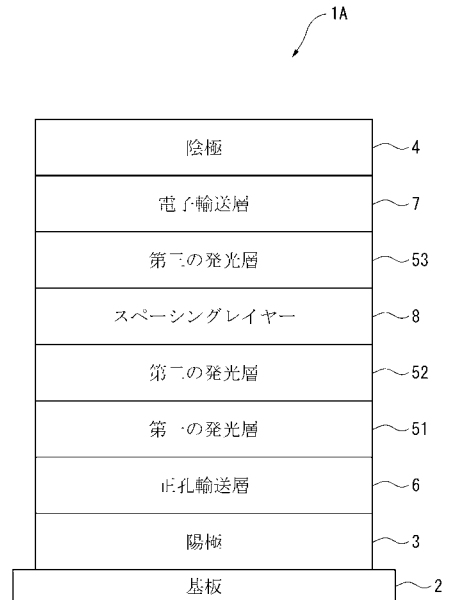 1A
陰極 4
電子輸送層 7
第三の発光層 53
スペーシングレイヤー 8
第二の発光層 52
第一の発光層 51
正孔輸送層 6
陽極 3
基板 2